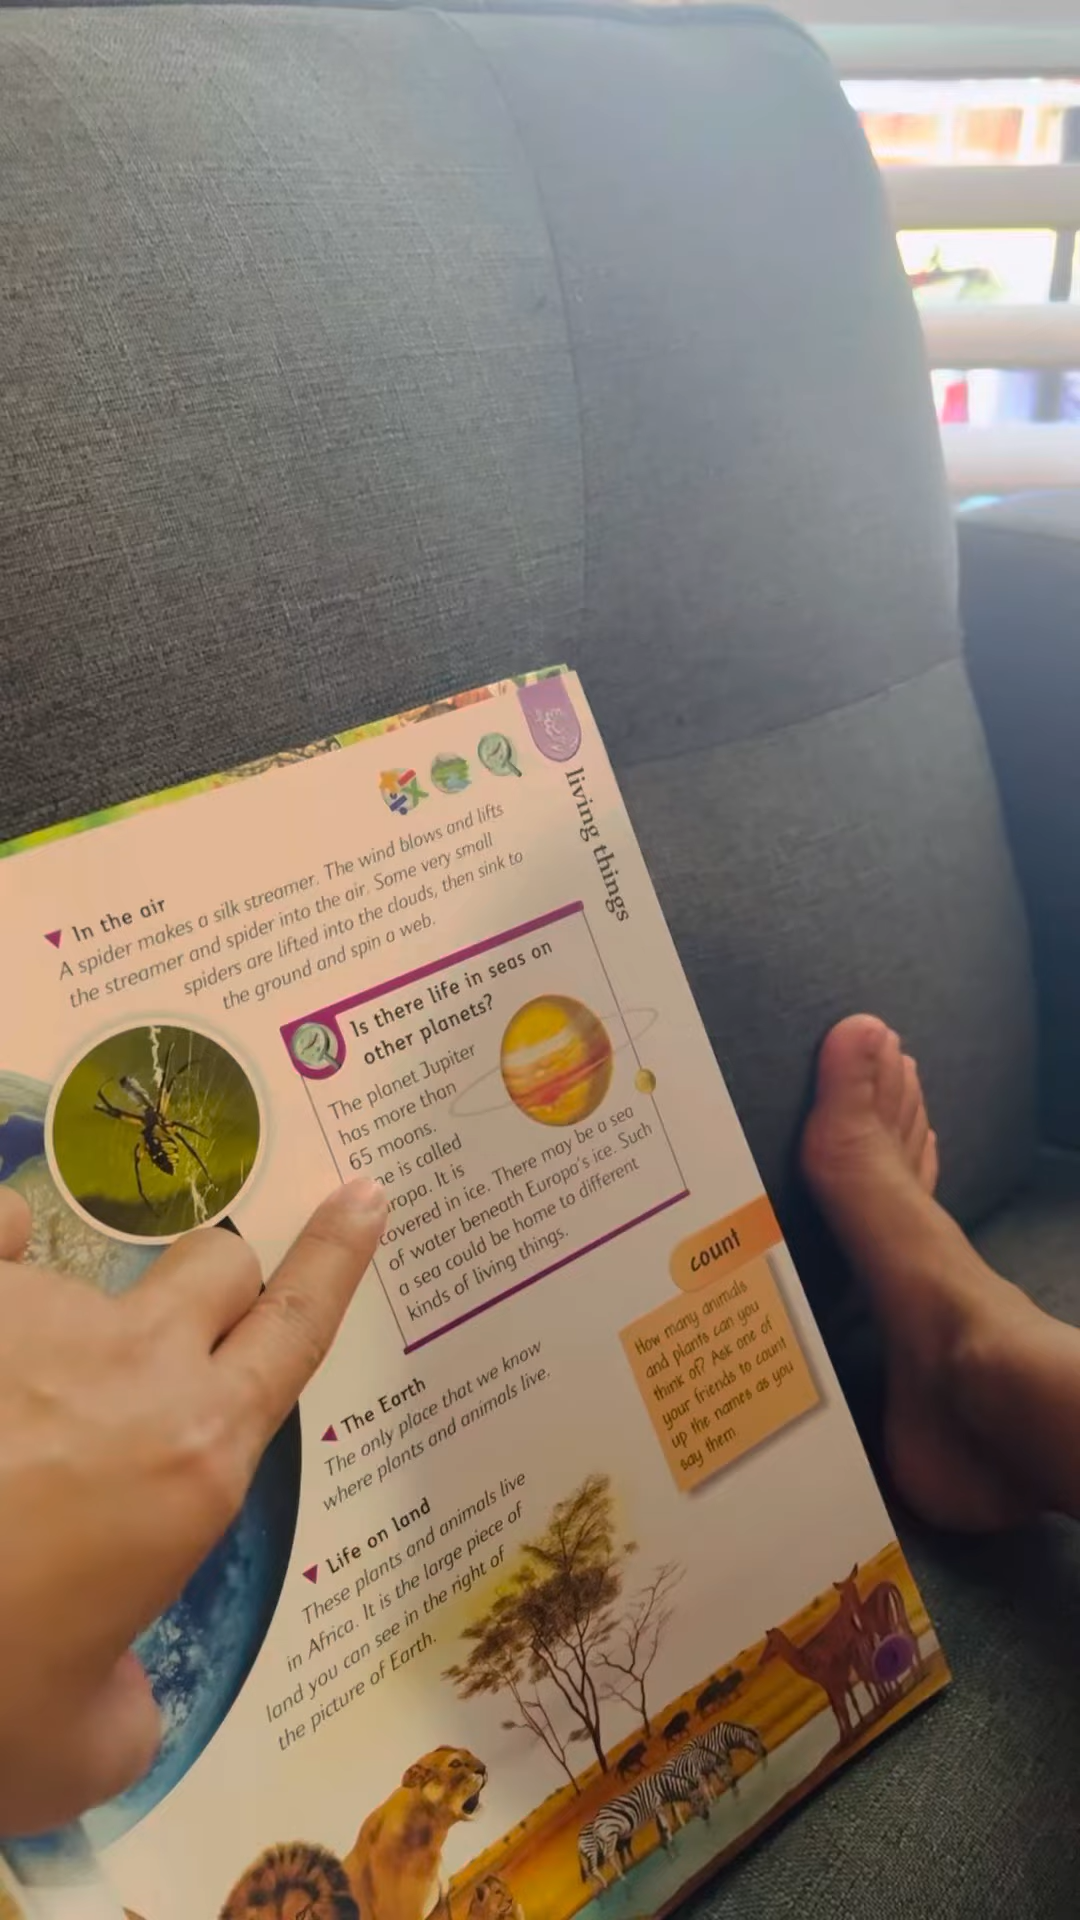 living things
In the air
A spider makes a silk streamer. The wind blows and lifts
the streamer and spider into the air. Some very small
spiders are lifted into the clouds, then sink to
the ground and spin a web.
Is there life in seas on
other planets?
The planet Jupiter
has more than
65 moons.
is called
It is
covered in ice. There may be a sea
of water beneath Europa's ice. Such
a sea could be home to different
kinds of living things.
count
How many animals
and plants can you
think of? Ask one of
your friends to count
up the names as you
say them
The Earth
The only place that we know
where plants and animals live.
Life on land
These plants and animals live
in Africa. It is the large piece of
land you can see in the right of
the picture of Earth.